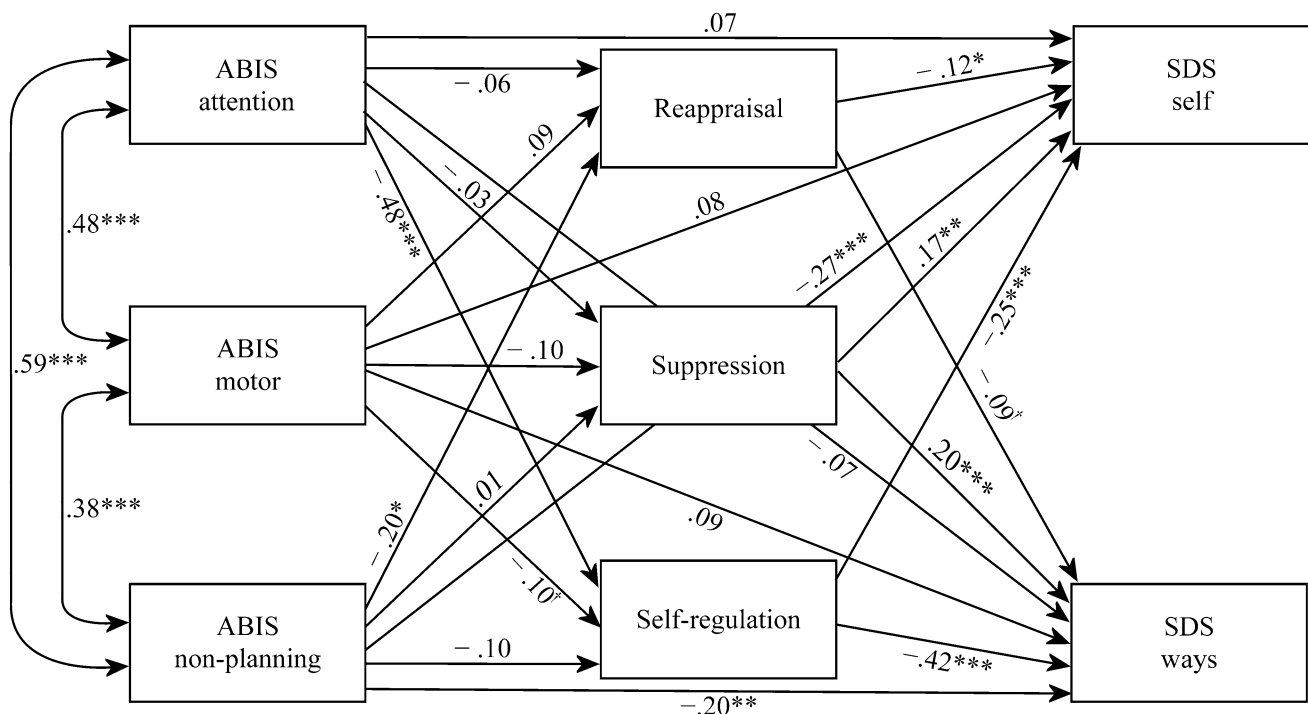 .07
ABIS
attention
− .06
Reappraisal
− .12*
SDS
self
.09
− .03
− .48***
.48***
.08
− .27***
.17**
− .25***
ABIS
motor
.59***
− .10
Suppression
− .09†
− .07
.20***
.38***
.01
.09
− .20*
− .10†
ABIS
non-planning
− .10
Self-regulation
− .42***
SDS
ways
− .20**